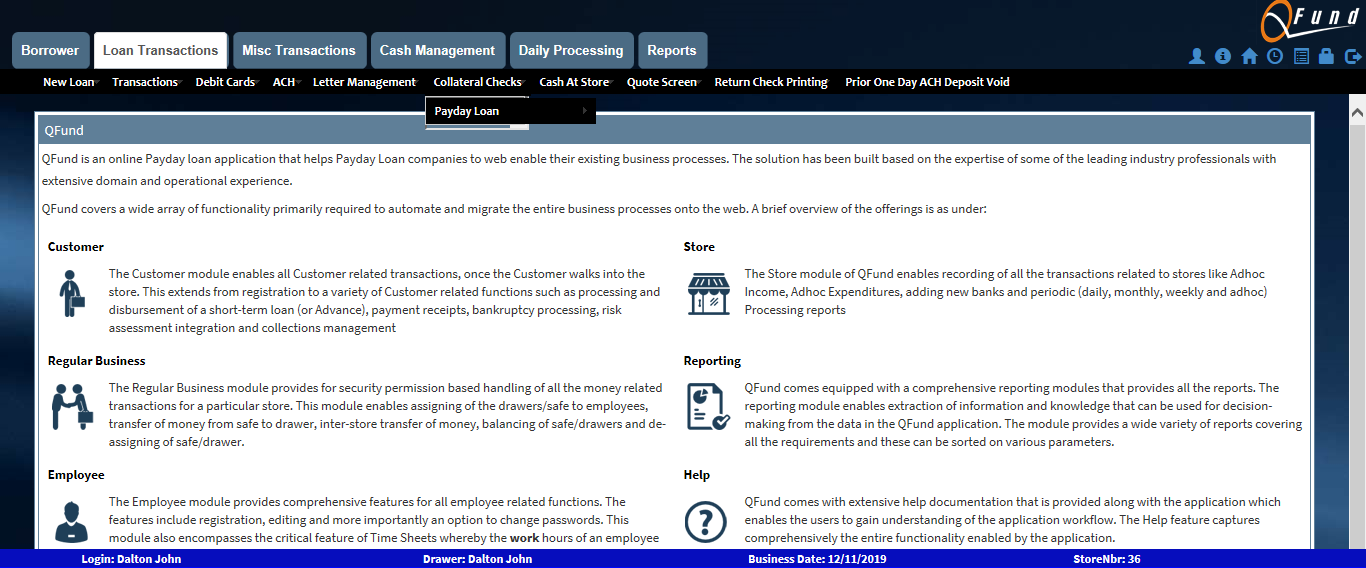 QFund
Borrower
Loan Transactions
Misc Transactions
Cash Management
Daily Processing
Reports
New Loan
Transactions
Debit Cards
ACH
Letter Management
Collateral Checks
Cash At Store
Quote Screen
Return Check Printing
Prior One Day ACH Deposit Void
Payday Loan
QFund
QFund is an online Payday loan application that helps Payday Loan companies to web enable their existing business processes. The solution has been built based on the expertise of some of the leading industry professionals with
extensive domain and operational experience.
QFund covers a wide array of functionality primarily required to automate and migrate the entire business processes onto the web. A brief overview of the offerings is as under:
Customer
The Customer module enables all Customer related transactions, once the Customer walks into the
store. This extends from registration to a variety of Customer related functions such as processing and
disbursement of a short-term loan (or Advance), payment receipts, bankruptcy processing, risk
assessment integration and collections management
Store
The Store module of QFund enables recording of all the transactions related to stores like Adhoc
Income, Adhoc Expenditures, adding new banks and periodic (daily, monthly, weekly and adhoc)
Processing reports
Regular Business
The Regular Business module provides for security permission based handling of all the money related
transactions for a particular store. This module enables assigning of the drawers/safe to employees,
transfer of money from safe to drawer, inter-store transfer of money, balancing of safe/drawers and de-
assigning of safe/drawer.
Reporting
QFund comes equipped with a comprehensive reporting modules that provides all the reports. The
reporting module enables extraction of information and knowledge that can be used for decision-
making from the data in the QFund application. The module provides a wide variety of reports covering
all the requirements and these can be sorted on various parameters.
Employee
The Employee module provides comprehensive features for all employee related functions. The
features include registration, editing and more importantly an option to change passwords. This
module also encompasses the critical feature of Time Sheets whereby the work hours of an employee
Help
QFund comes with extensive help documentation that is provided along with the application which
enables the users to gain understanding of the application workflow. The Help feature captures
comprehensively the entire functionality enabled by the application.
Login: Dalton John
Drawer: Dalton John
Business Date: 12/11/2019
StoreNbr: 36